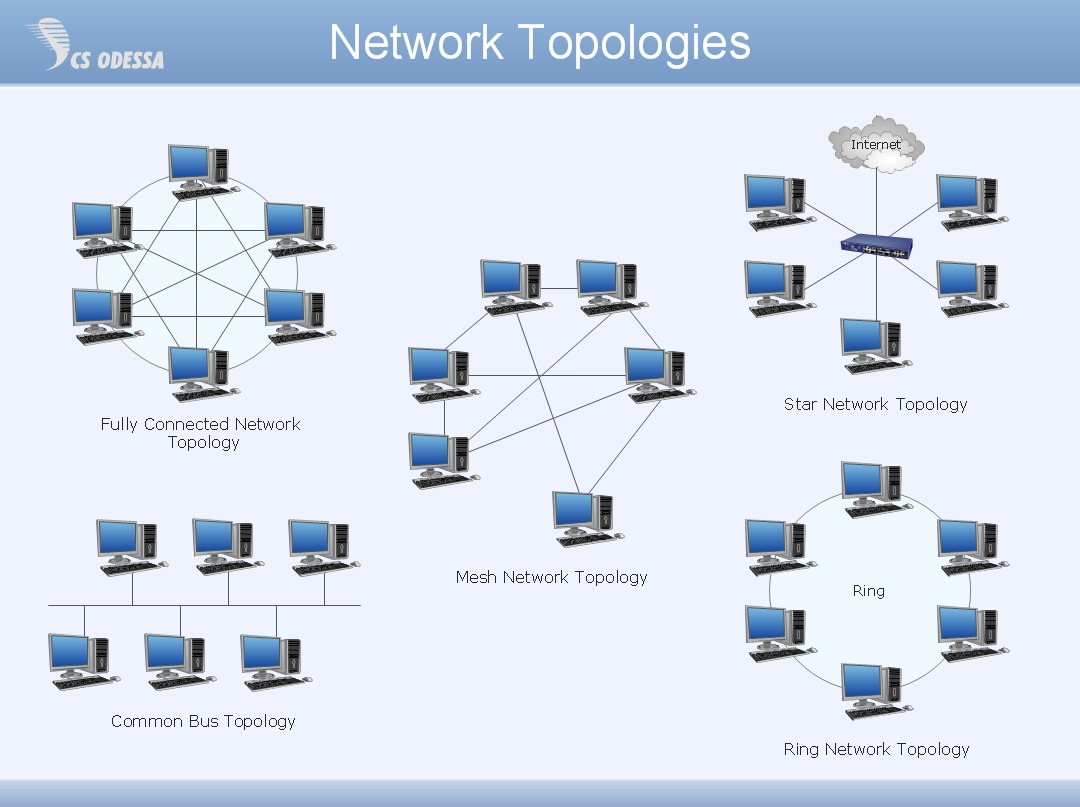 CS ODESSA
Network Topologies
Internet
Fully Connected Network
Topology
Star Network Topology
Mesh Network Topology
Ring
Common Bus Topology
Ring Network Topology